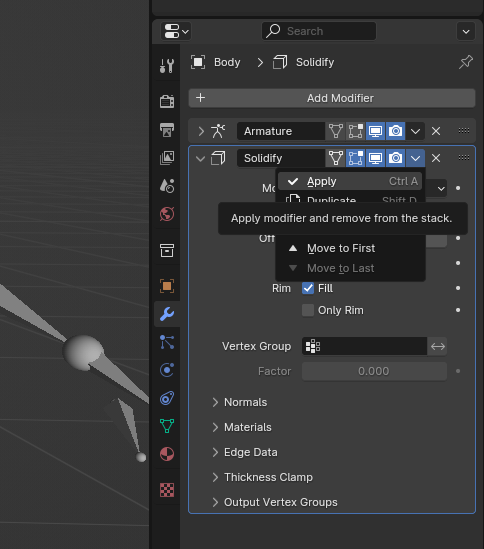 Search
Body > Solidify
+ Add Modifier
Armature
Solidify
Mo
Apply Ctrl A
Duplicate Shift D
Apply modifier and remove from the stack.
Off
Move to First
Move to Last
Rim Fill
Only Rim
Vertex Group
Factor 0.000
Normals
Materials
Edge Data
Thickness Clamp
Output Vertex Groups